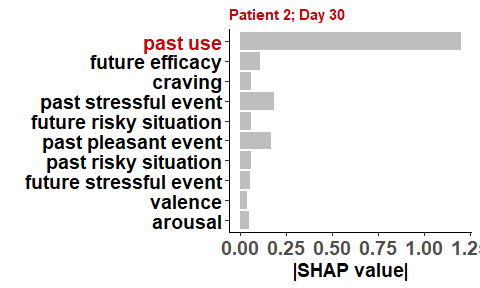 Patient 2; Day 30
past use
future efficacy
craving
past stressful event
future risky situation
past pleasant event
past risky situation
future stressful event
valence
arousal
0.00 0.25 0.50 0.75 1.00 1.25
|SHAP value|